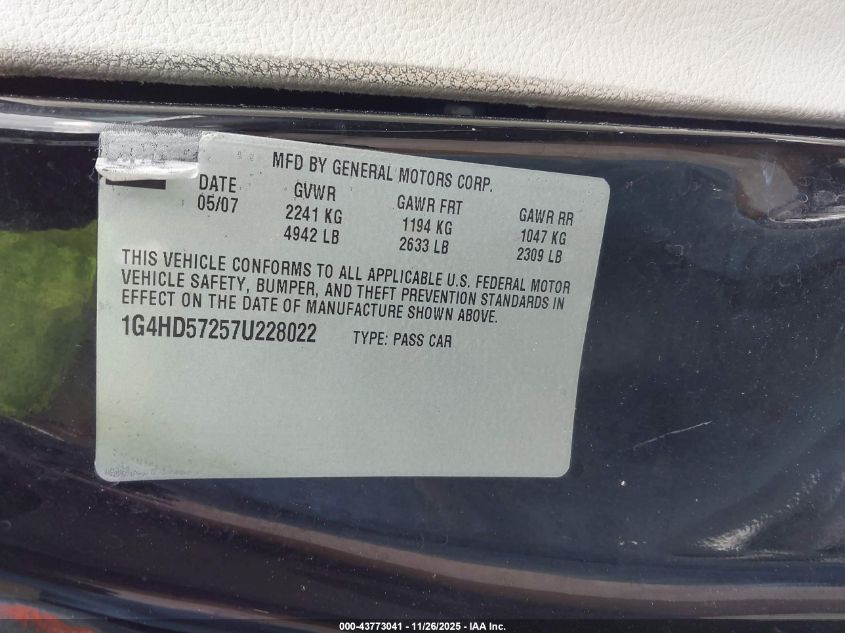 MFD BY GENERAL MOTORS CORP.
DATE GVWR GAWR FRT GAWR RR
05/07 2241 KG 1194 KG 1047 KG
4942 LB 2633 LB 2309 LB
THIS VEHICLE CONFORMS TO ALL APPLICABLE U.S. FEDERAL MOTOR
VEHICLE SAFETY, BUMPER, AND THEFT PREVENTION STANDARDS IN
EFFECT ON THE DATE OF MANUFACTURE SHOWN ABOVE.
1G4HD57257U228022 TYPE: PASS CAR
000-43773041 | 11/26/2025 - IAA Inc.